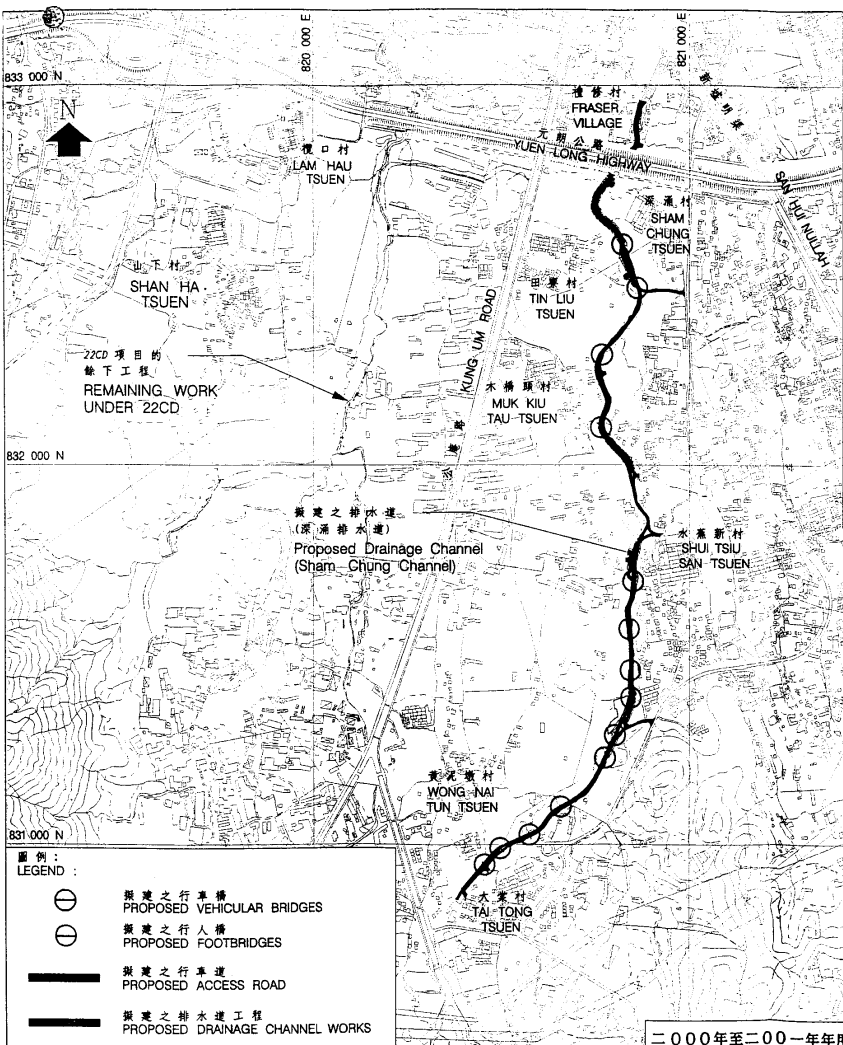 820 000 E
821 000 E
833 000 N
N
欖口村
LAM HAU
TSUEN
禮修村
FRASER
VILLAGE
元朗公路
YUEN LONG HIGHWAY
SAN HUI NULLAH
深涌村
SHAM
CHUNG
TSUEN
山下村
SHAN HA
TSUEN
田寮村
TIN LIU
TSUEN
KUNG UM ROAD
公庵路
22CD 項目的
餘下工程
REMAINING WORK
UNDER 22CD
木橋頭村
MUK KIU
TAU TSUEN
832 000 N
擬建之排水道
(深涌排水道)
Proposed Drainage Channel
(Sham Chung Channel)
水蕉新村
SHUI TSIU
SAN TSUEN
黃泥墩村
WONG NAI
TUN TSUEN
831 000 N
大棠村
TAI TONG
TSUEN
圖例:
LEGEND :
擬建之行車橋
PROPOSED VEHICULAR BRIDGES
擬建之行人橋
PROPOSED FOOTBRIDGES
擬建之行車道
PROPOSED ACCESS ROAD
擬建之排水道工程
PROPOSED DRAINAGE CHANNEL WORKS
二000年至二00一年年度